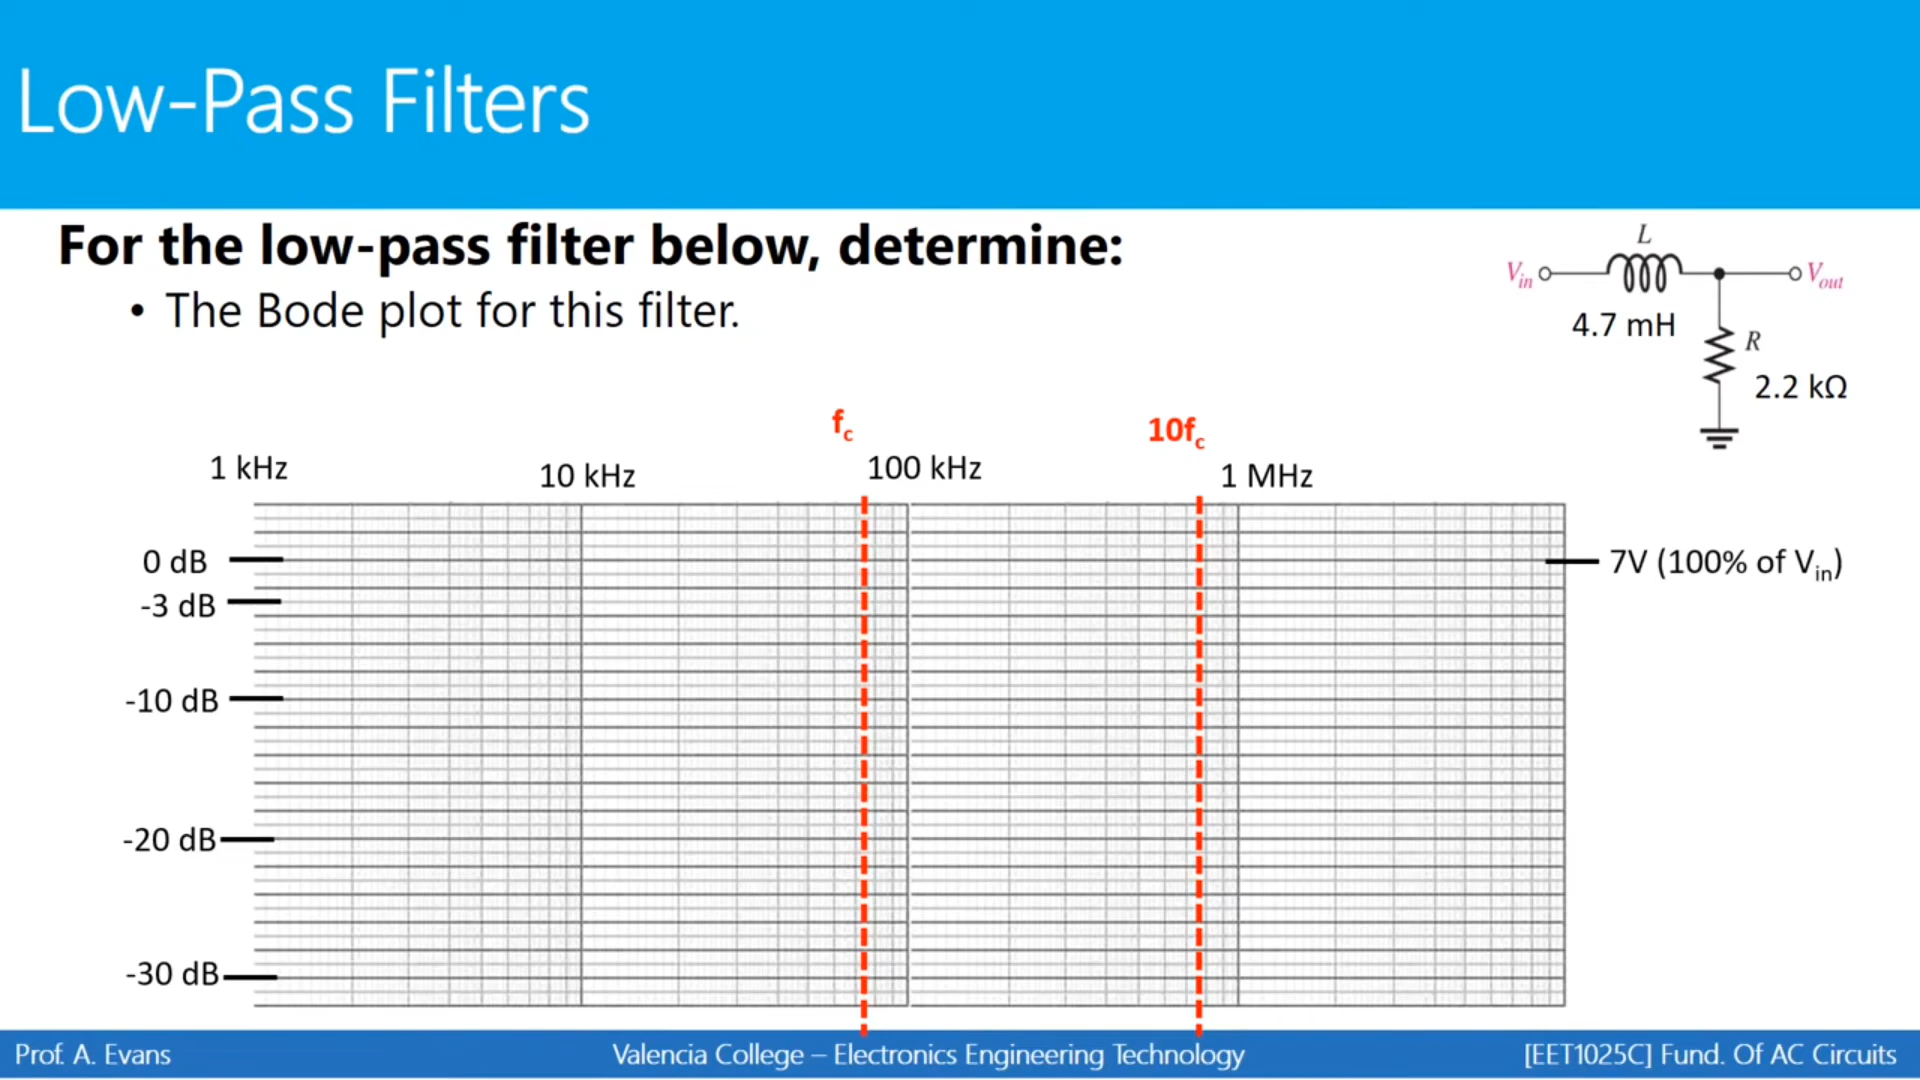 Low-Pass Filters
For the low-pass filter below, determine:
• The Bode plot for this filter.
L
Vin
Vout
4.7 mH
R
2.2 kΩ
fc
10fc
1 kHz
10 kHz
100 kHz
1 MHz
0 dB
7V (100% of Vin)
-3 dB
-10 dB
-20 dB
-30 dB
Prof. A. Evans
Valencia College – Electronics Engineering Technology
[EET1025C] Fund. Of AC Circuits